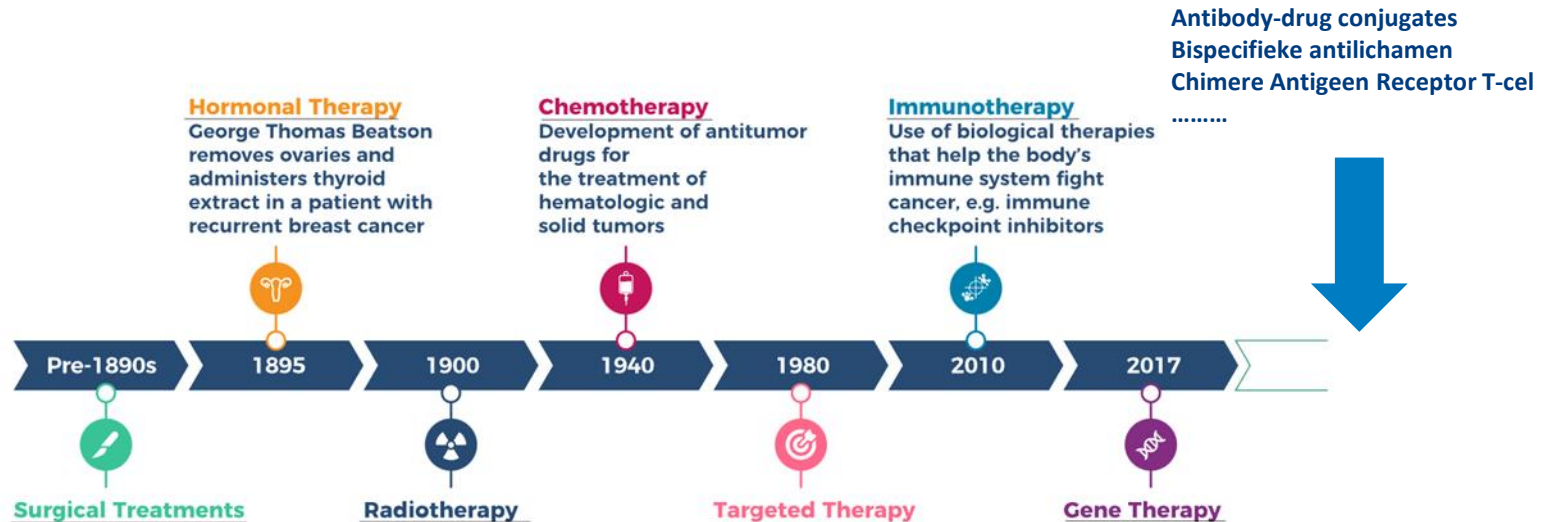 Antibody-drug conjugates
Bispecifieke antilichamen
Chimere Antigeen Receptor T-cel
………
Hormonal Therapy
George Thomas Beatson
removes ovaries and
administers thyroid
extract in a patient with
recurrent breast cancer
Chemotherapy
Development of antitumor
drugs for
the treatment of
hematologic and
solid tumors
Immunotherapy
Use of biological therapies
that help the body's
immune system fight
cancer, e.g. immune
checkpoint inhibitors
Pre-1890s
1895
1900
1940
1980
2010
2017
Surgical Treatments
Radiotherapy
Targeted Therapy
Gene Therapy